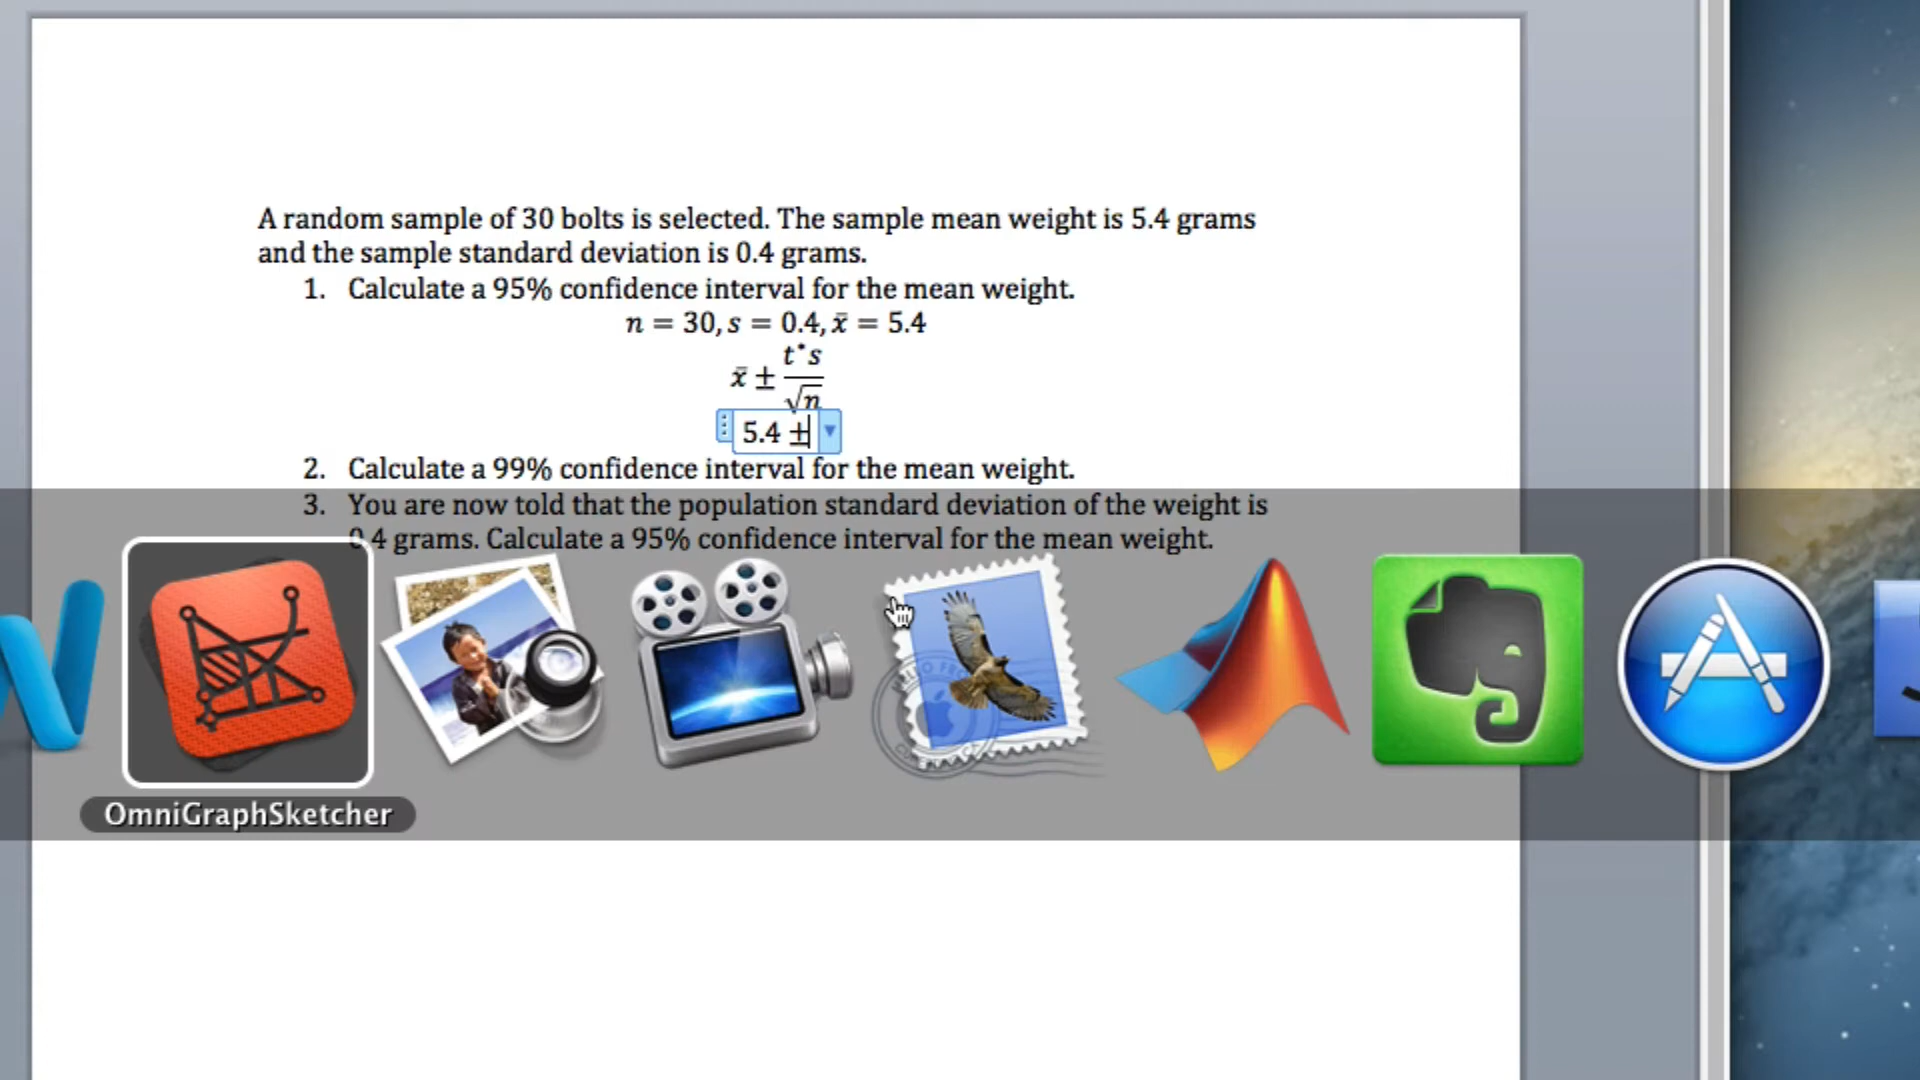 A random sample of 30 bolts is selected. The sample mean weight is 5.4 grams
and the sample standard deviation is 0.4 grams.
1. Calculate a 95% confidence interval for the mean weight.
n = 30, s = 0.4, x̄ = 5.4
x̄ ± t*s / √n
5.4 ±
2. Calculate a 99% confidence interval for the mean weight.
3. You are now told that the population standard deviation of the weight is
0.4 grams. Calculate a 95% confidence interval for the mean weight.
OmniGraphSketcher